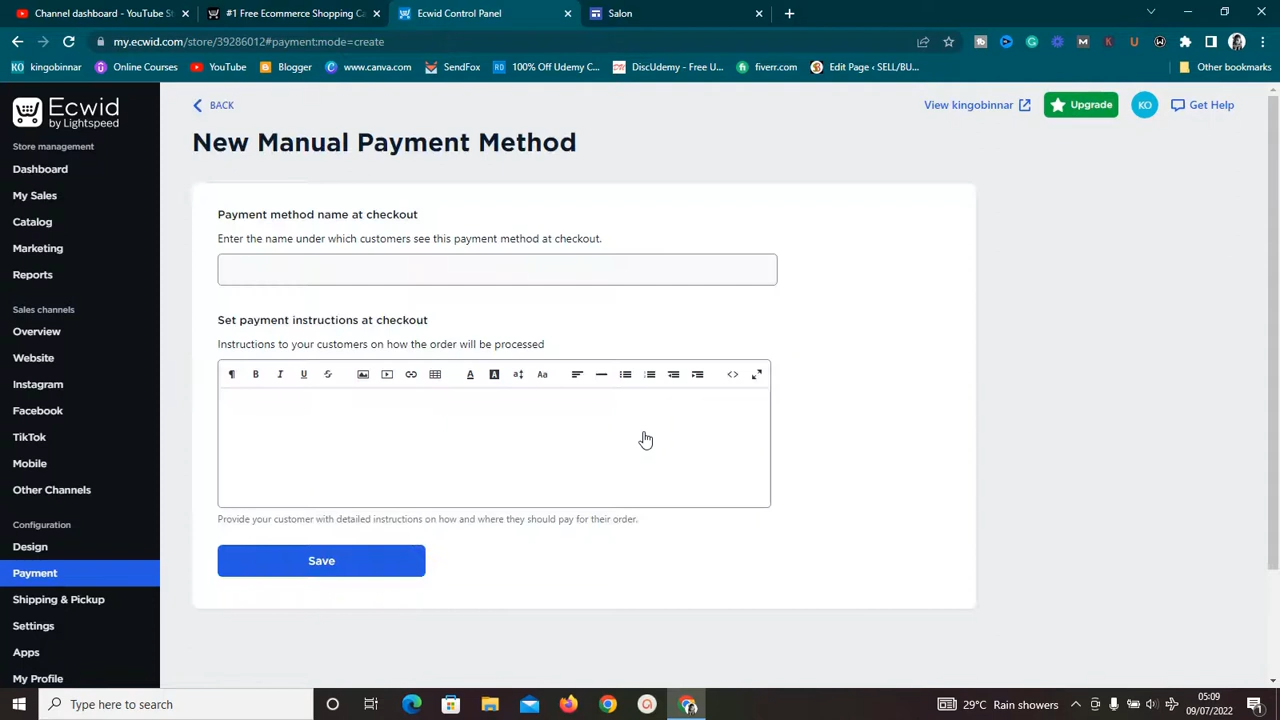 Channel dashboard - YouTube St
#1 Free Ecommerce Shopping Ca
Ecwid Control Panel
Salon
my.ecwid.com/store/39286012#payment:mode=create
KO kingobinnar
Online Courses
YouTube
Blogger
www.canva.com
SendFox
100% Off Udemy C...
DiscUdemy - Free U...
fiverr.com
Edit Page ‹ SELL/BU...
Other bookmarks
Ecwid
by Lightspeed
BACK
View kingobinnar
Upgrade
KO
Get Help
Store management
Dashboard
My Sales
Catalog
Marketing
Reports
Sales channels
Overview
Website
Instagram
Facebook
TikTok
Mobile
Other Channels
Configuration
Design
Payment
Shipping & Pickup
Settings
Apps
My Profile
New Manual Payment Method
Payment method name at checkout
Enter the name under which customers see this payment method at checkout.
Set payment instructions at checkout
Instructions to your customers on how the order will be processed
¶ B I U S A A Aa <>
Provide your customer with detailed instructions on how and where they should pay for their order.
Save
Type here to search
29°C Rain showers
05:09
09/07/2022